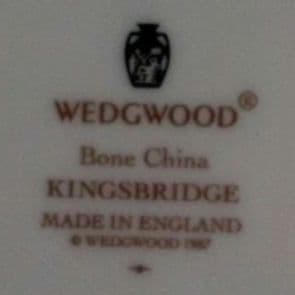 WEDGWOOD®
Bone China
KINGSBRIDGE
MADE IN ENGLAND
© WEDGWOOD 1987